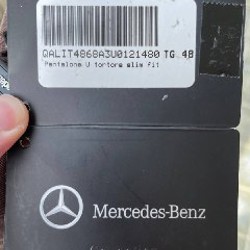 QALIT4868A3U0121480 TG 48
Pantalone U tortora slim fit
Mercedes-Benz